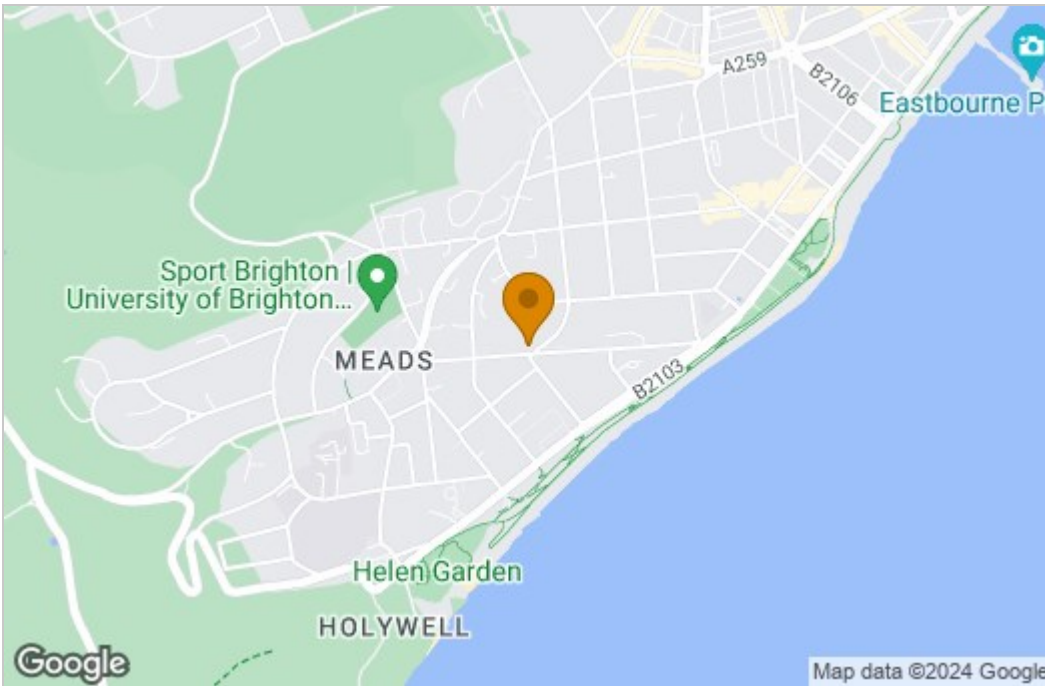 A259
B2106
Eastbourne P
Sport Brighton |
University of Brighton...
MEADS
B2103
Helen Garden
HOLYWELL
Google
Map data ©2024 Google